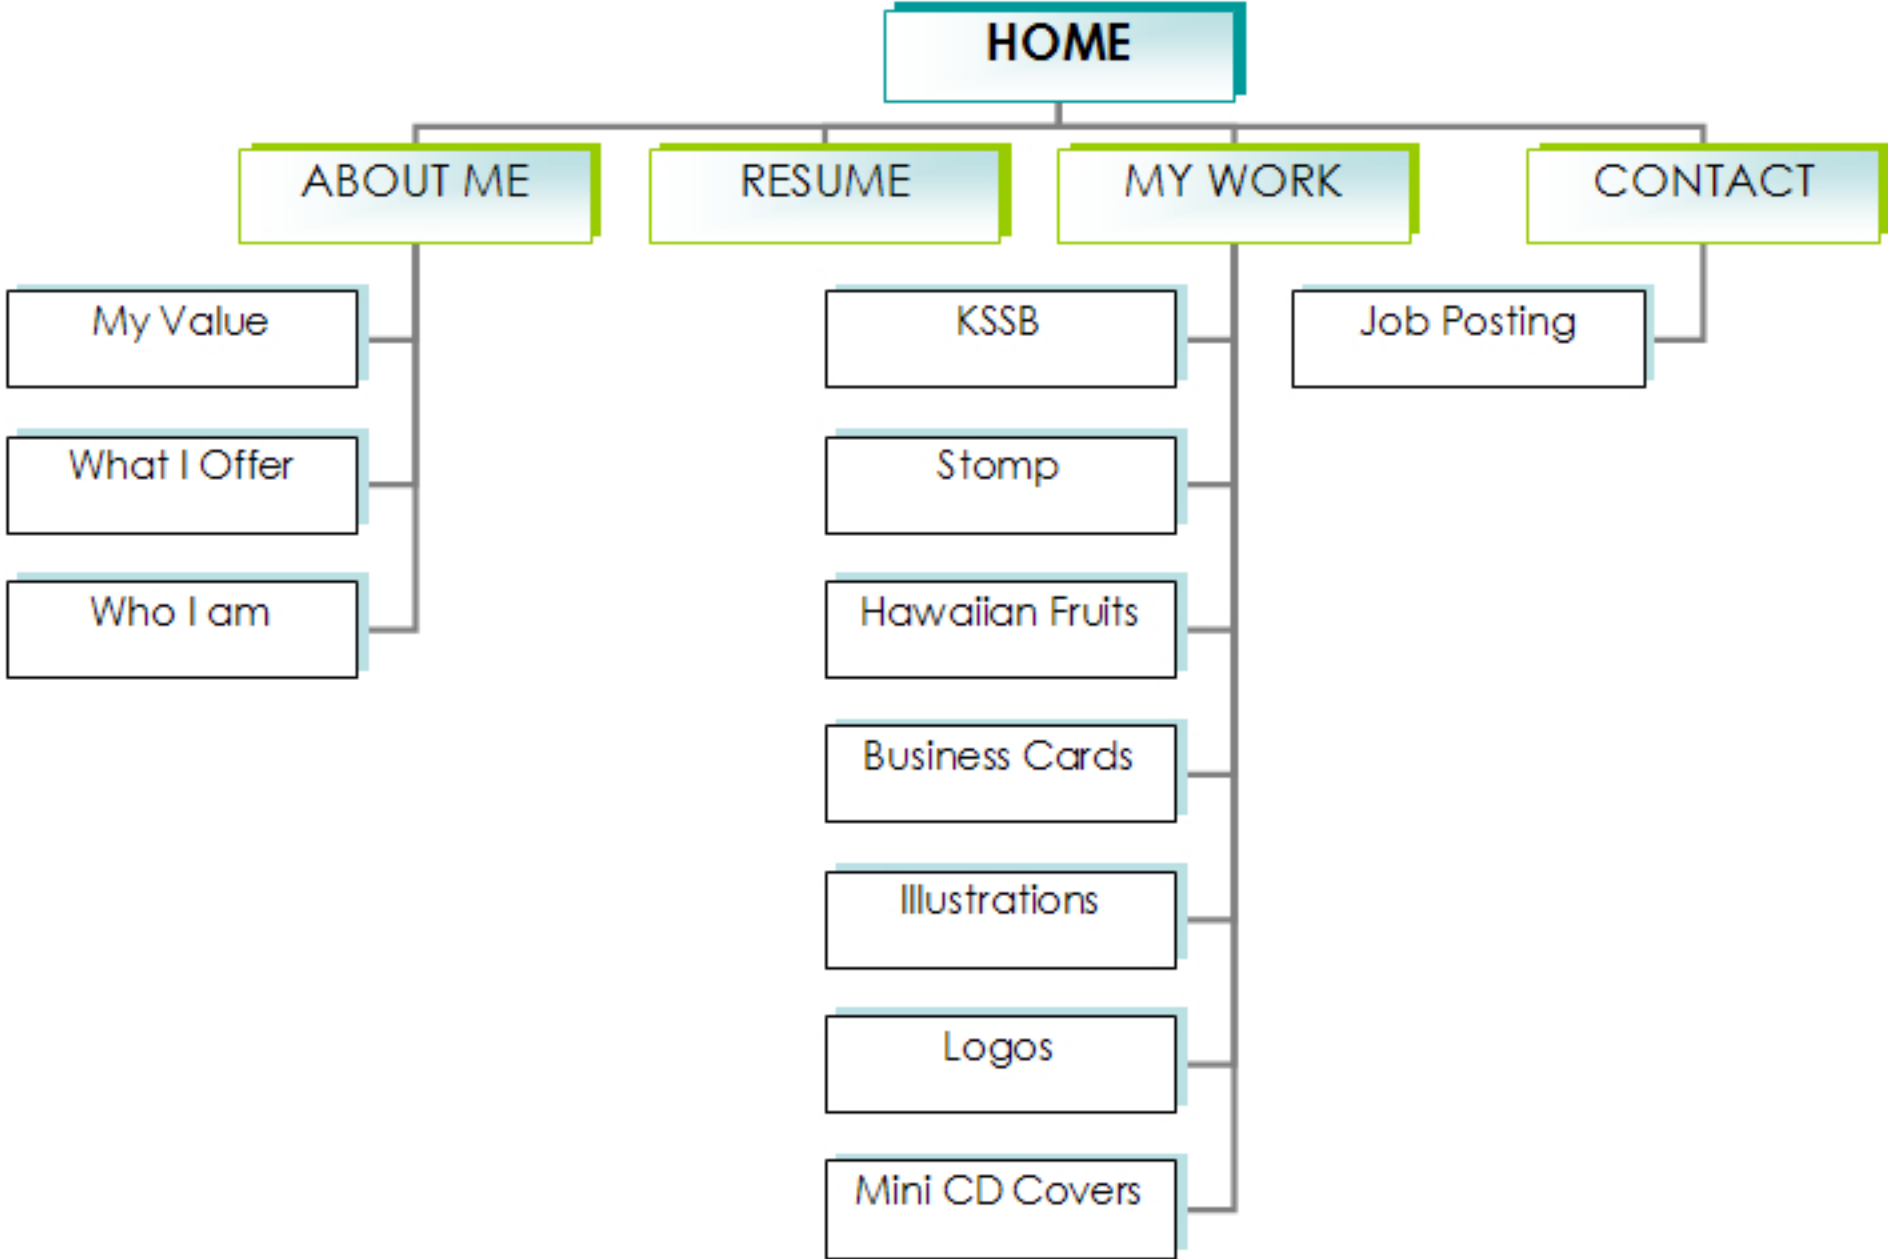 HOME
ABOUT ME
RESUME
MY WORK
CONTACT
My Value
What I Offer
Who I am
KSSB
Stomp
Hawaiian Fruits
Business Cards
Illustrations
Logos
Mini CD Covers
Job Posting